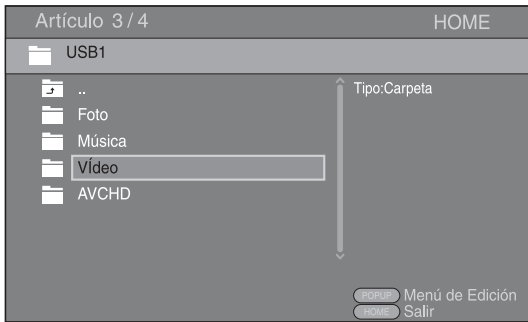 Artículo 3/4 HOME
USB1
..
Foto
Música
VÍdeo
AVCHD
Tipo:Carpeta
POPUP Menú de Edición
HOME Salir